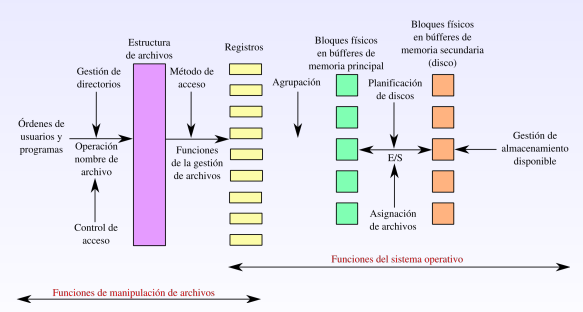 Estructura
de archivos
Registros
Bloques físicos
en búfferes de
memoria principal
Bloques físicos
en búfferes de
memoria secundaria
(disco)
Gestión de
directorios
Método de
acceso
Agrupación
Planificación
de discos
Órdenes de
usuarios y
programas
Operación
nombre de
archivo
Funciones
de la gestión
de archivos
E/S
Gestión de
almacenamiento
disponible
Control de
acceso
Asignación
de archivos
Funciones del sistema operativo
Funciones de manipulación de archivos